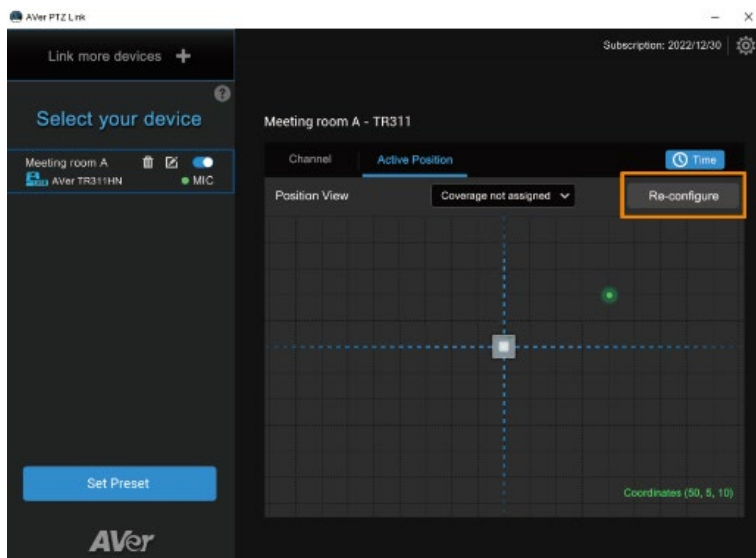 AVer PTZ Link
Link more devices +
Subscription: 2022/12/30
?
Select your device
Meeting room A - TR311
Meeting room A
AVer TR311HN
MIC
Channel
Active Position
Time
Position View
Coverage not assigned
Re-configure
Set Preset
Coordinates (50, 5, 10)
AVer